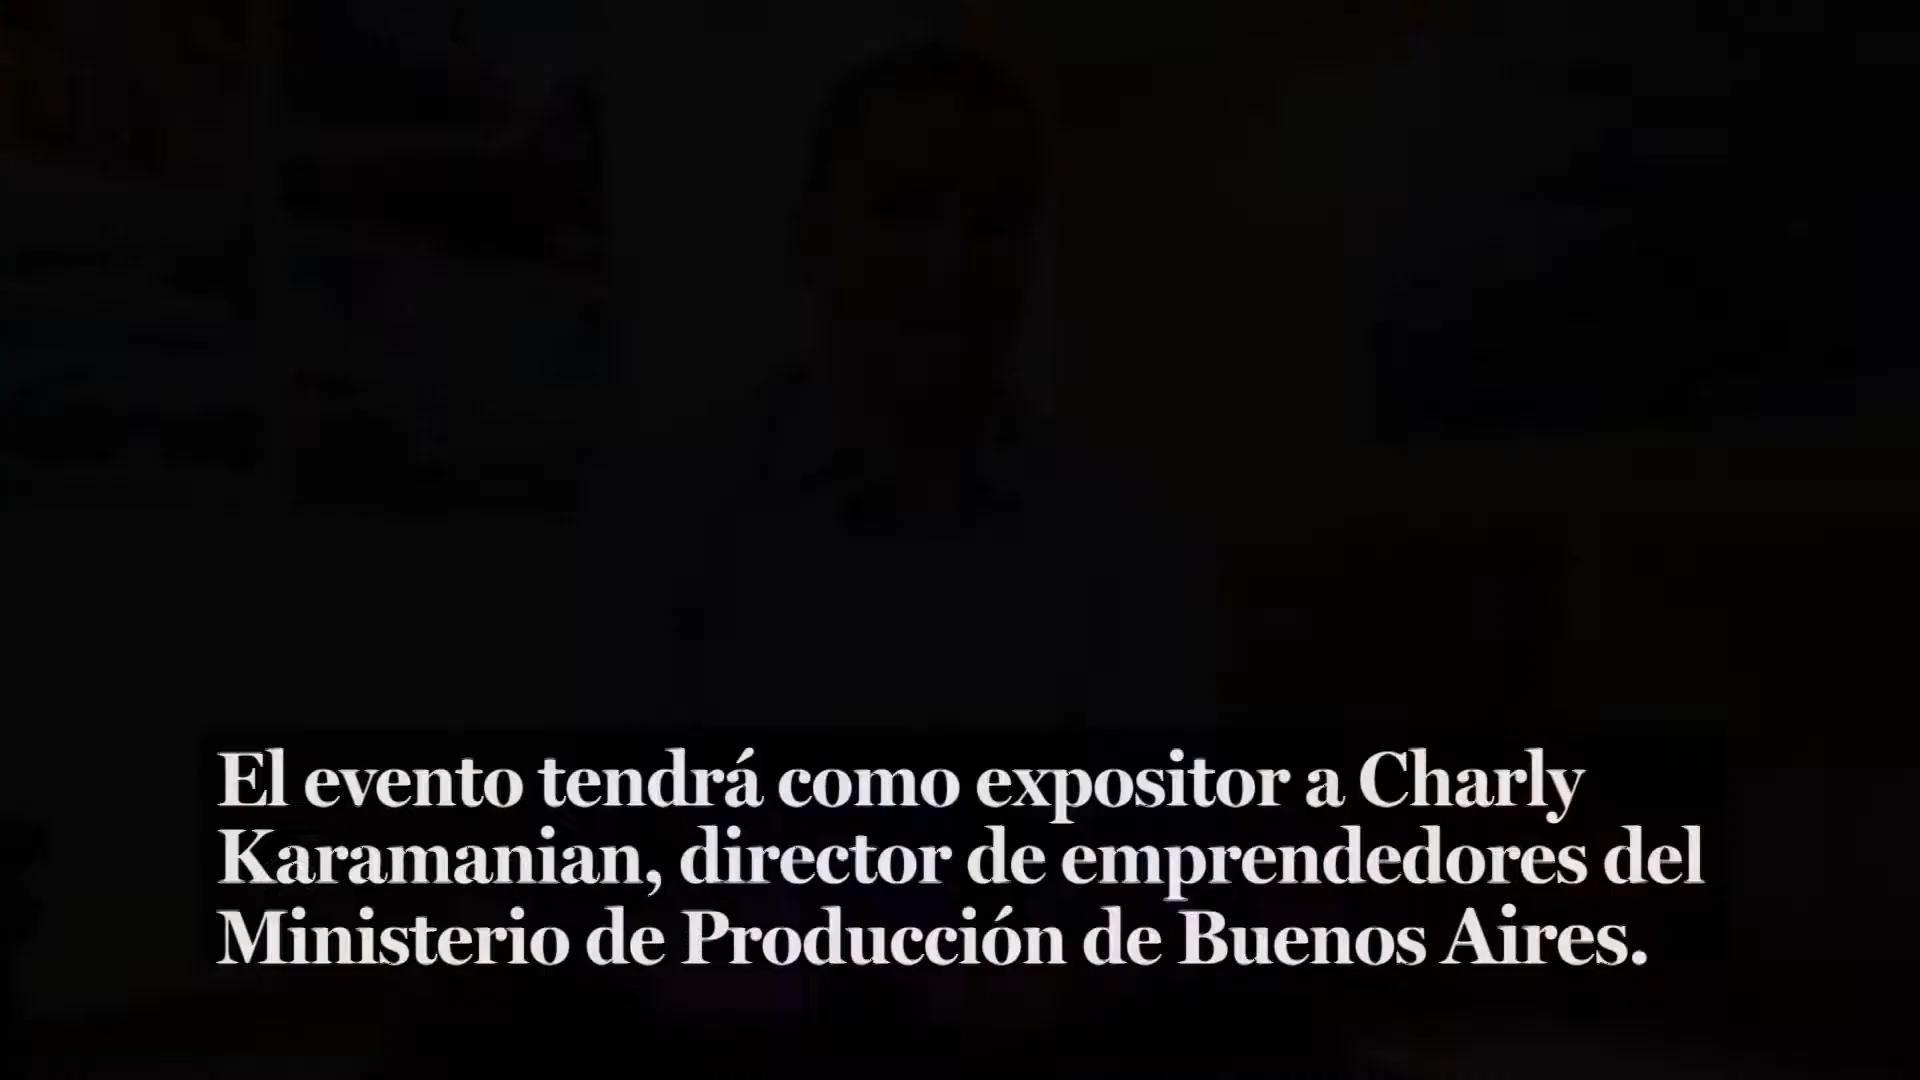 El evento tendrá como expositor a Charly
Karamanian, director de emprendedores del
Ministerio de Producción de Buenos Aires.